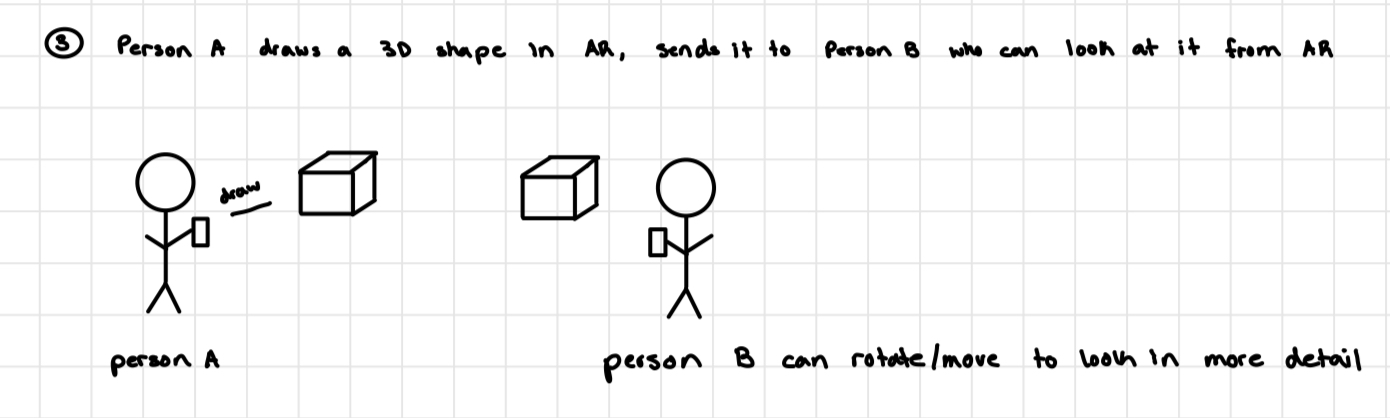 ③ Person A draws a 3D shape in AR, sends it to Person B who can look at it from AR
draw
person A
person B can rotate/move to look in more detail